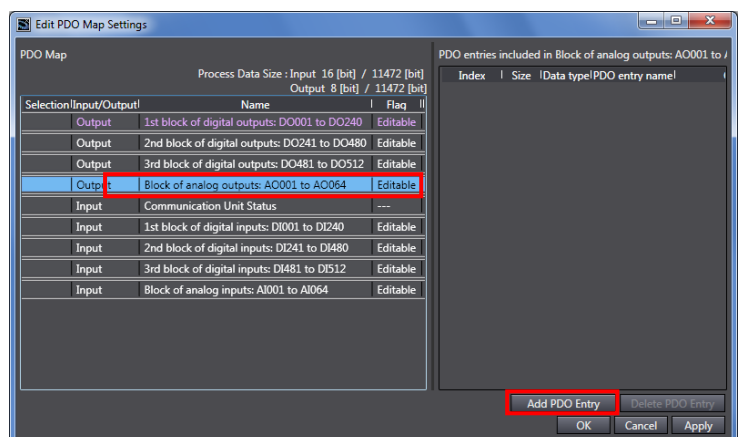 Edit PDO Map Settings
PDO Map
Process Data Size : Input 16 [bit] / 11472 [bit]
Output 8 [bit] / 11472 [bit]
Selection Input/Output Name Flag
Output 1st block of digital outputs: DO001 to DO240 Editable
Output 2nd block of digital outputs: DO241 to DO480 Editable
Output 3rd block of digital outputs: DO481 to DO512 Editable
Output Block of analog outputs: AO001 to AO064 Editable
Input Communication Unit Status ---
Input 1st block of digital inputs: DI001 to DI240 Editable
Input 2nd block of digital inputs: DI241 to DI480 Editable
Input 3rd block of digital inputs: DI481 to DI512 Editable
Input Block of analog inputs: AI001 to AI064 Editable
PDO entries included in Block of analog outputs: AO001 to
Index Size Data type PDO entry name
Add PDO Entry Delete PDO Entry
OK Cancel Apply